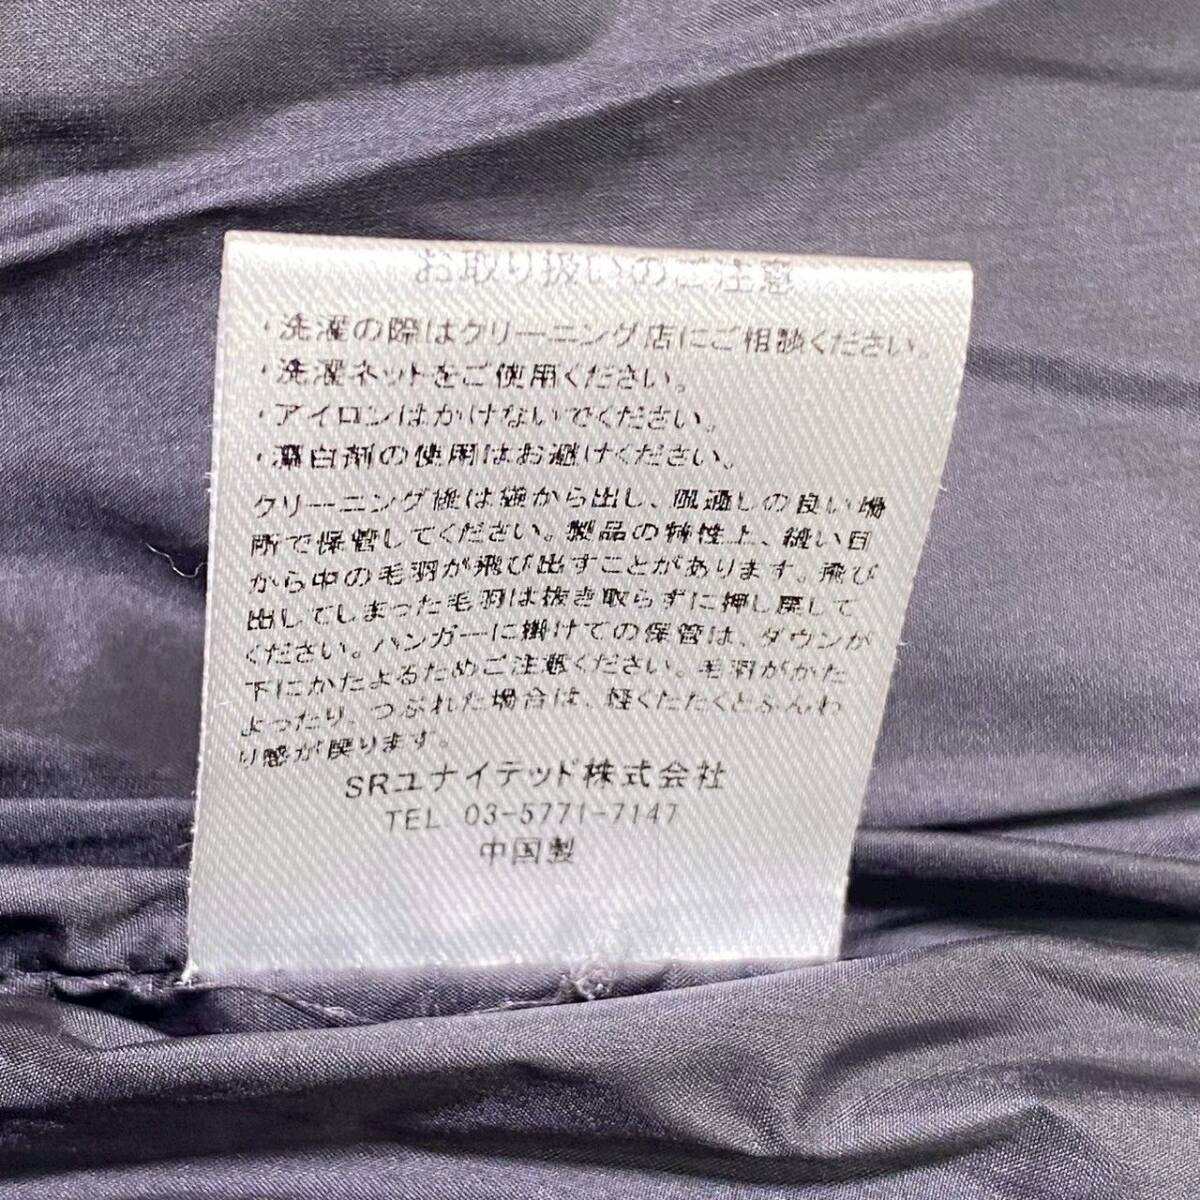 お取り扱いのご注意
・洗濯の際はクリーニング店にご相談ください。
・洗濯ネットをご使用ください。
・アイロンはかけないでください。
・漂白剤の使用はお避けください。
クリーニング後は袋から出し、風通しの良い場
所で保管してください。製品の特性上、縫い目
から中の毛羽が飛び出すことがあります。飛び
出してしまった毛羽は抜き取らずに押し戻して
ください。ハンガーに掛けての保管は、ダウンが
下にかたよるためご注意ください。毛羽がかた
よったり、つぶれた場合は、軽くたたくとふんわ
り感が戻ります。
SRユナイテッド株式会社
TEL 03-5771-7147
中国製